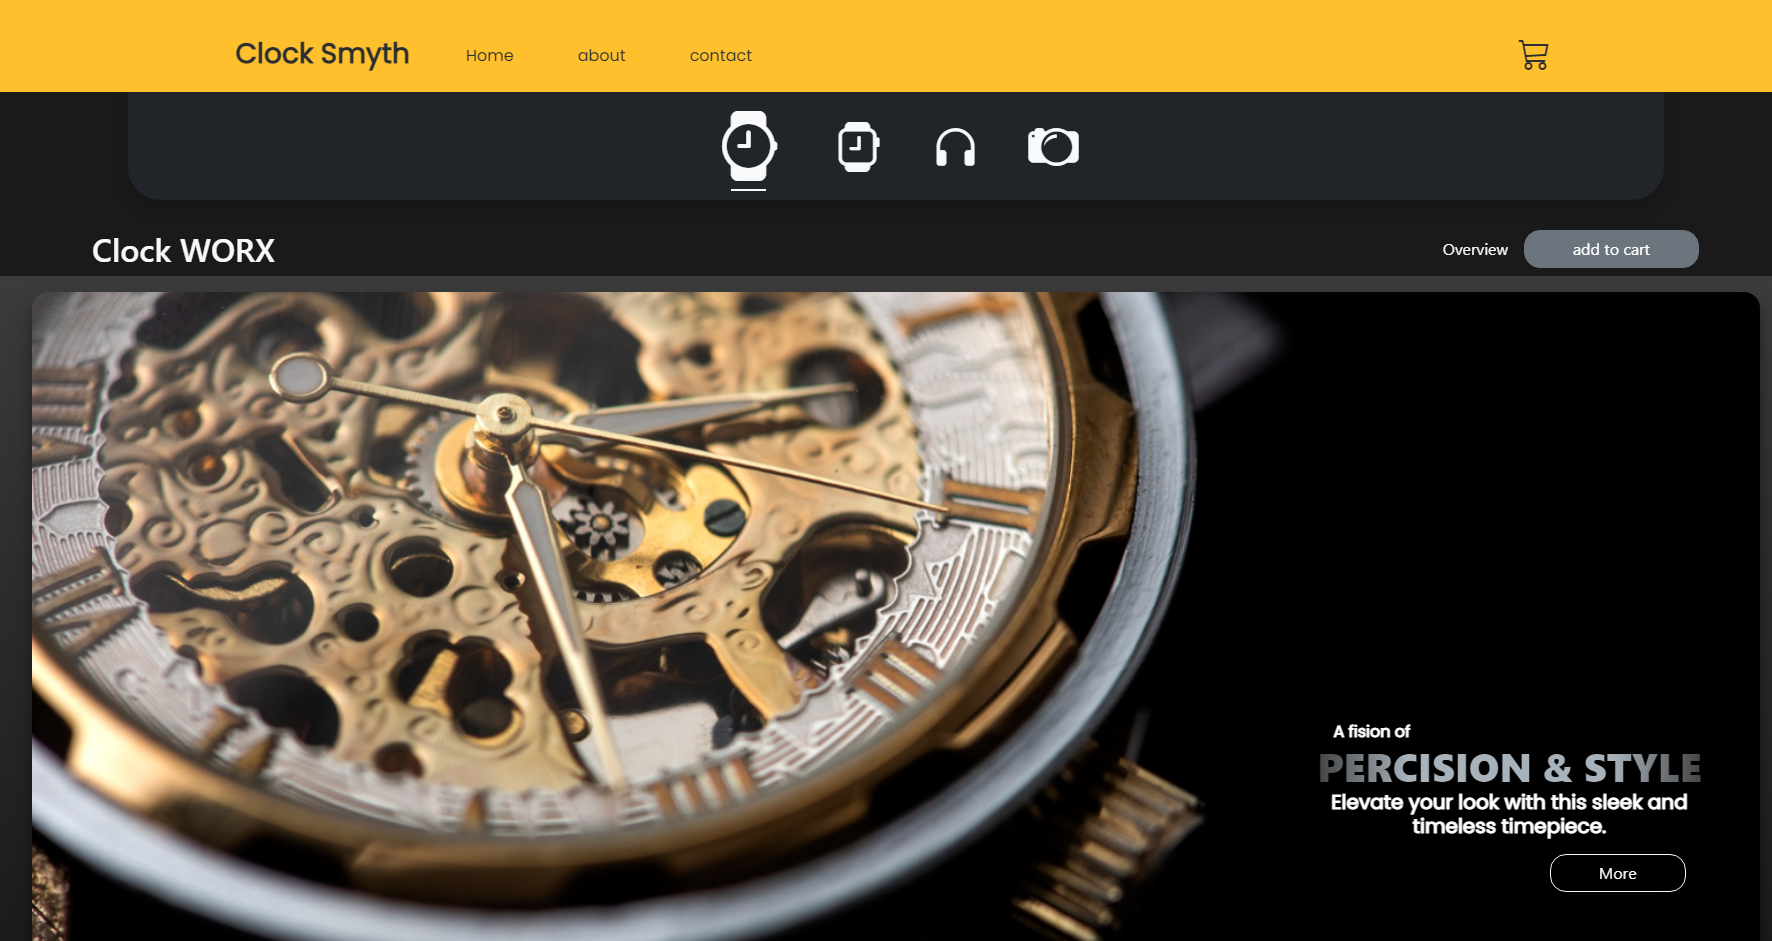 Clock Smyth
Home about contact
Clock WORX
Overview add to cart
A fision of
PERCISION & STYLE
Elevate your look with this sleek and
timeless timepiece.
More